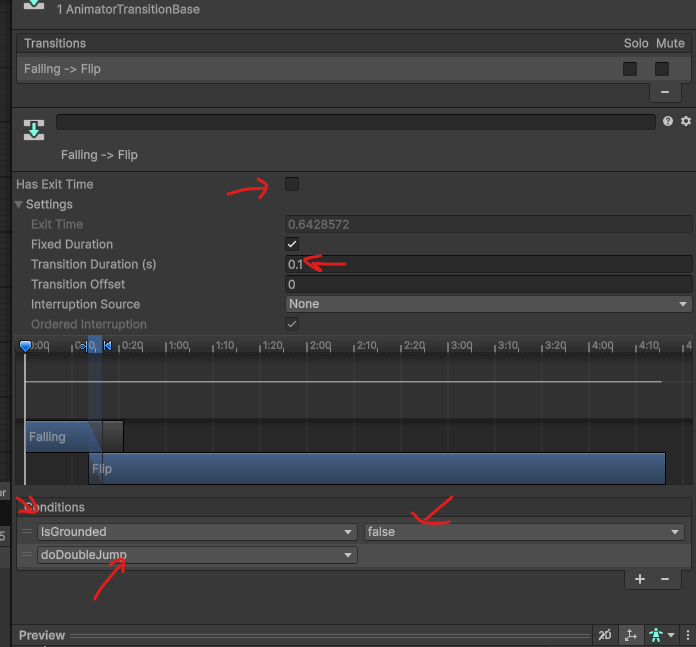 1 AnimatorTransitionBase
Transitions Solo Mute
Falling -> Flip
Falling -> Flip
Has Exit Time
Settings
Exit Time 0.6428572
Fixed Duration
Transition Duration (s) 0.1
Transition Offset 0
Interruption Source None
Ordered Interruption
0:00 0:20 1:00 1:10 1:20 2:00 2:10 2:20 3:00 3:10 3:20 4:00 4:10 4
Falling
Flip
er
Conditions
IsGrounded false
5
doDoubleJump
+ −
Preview 2D